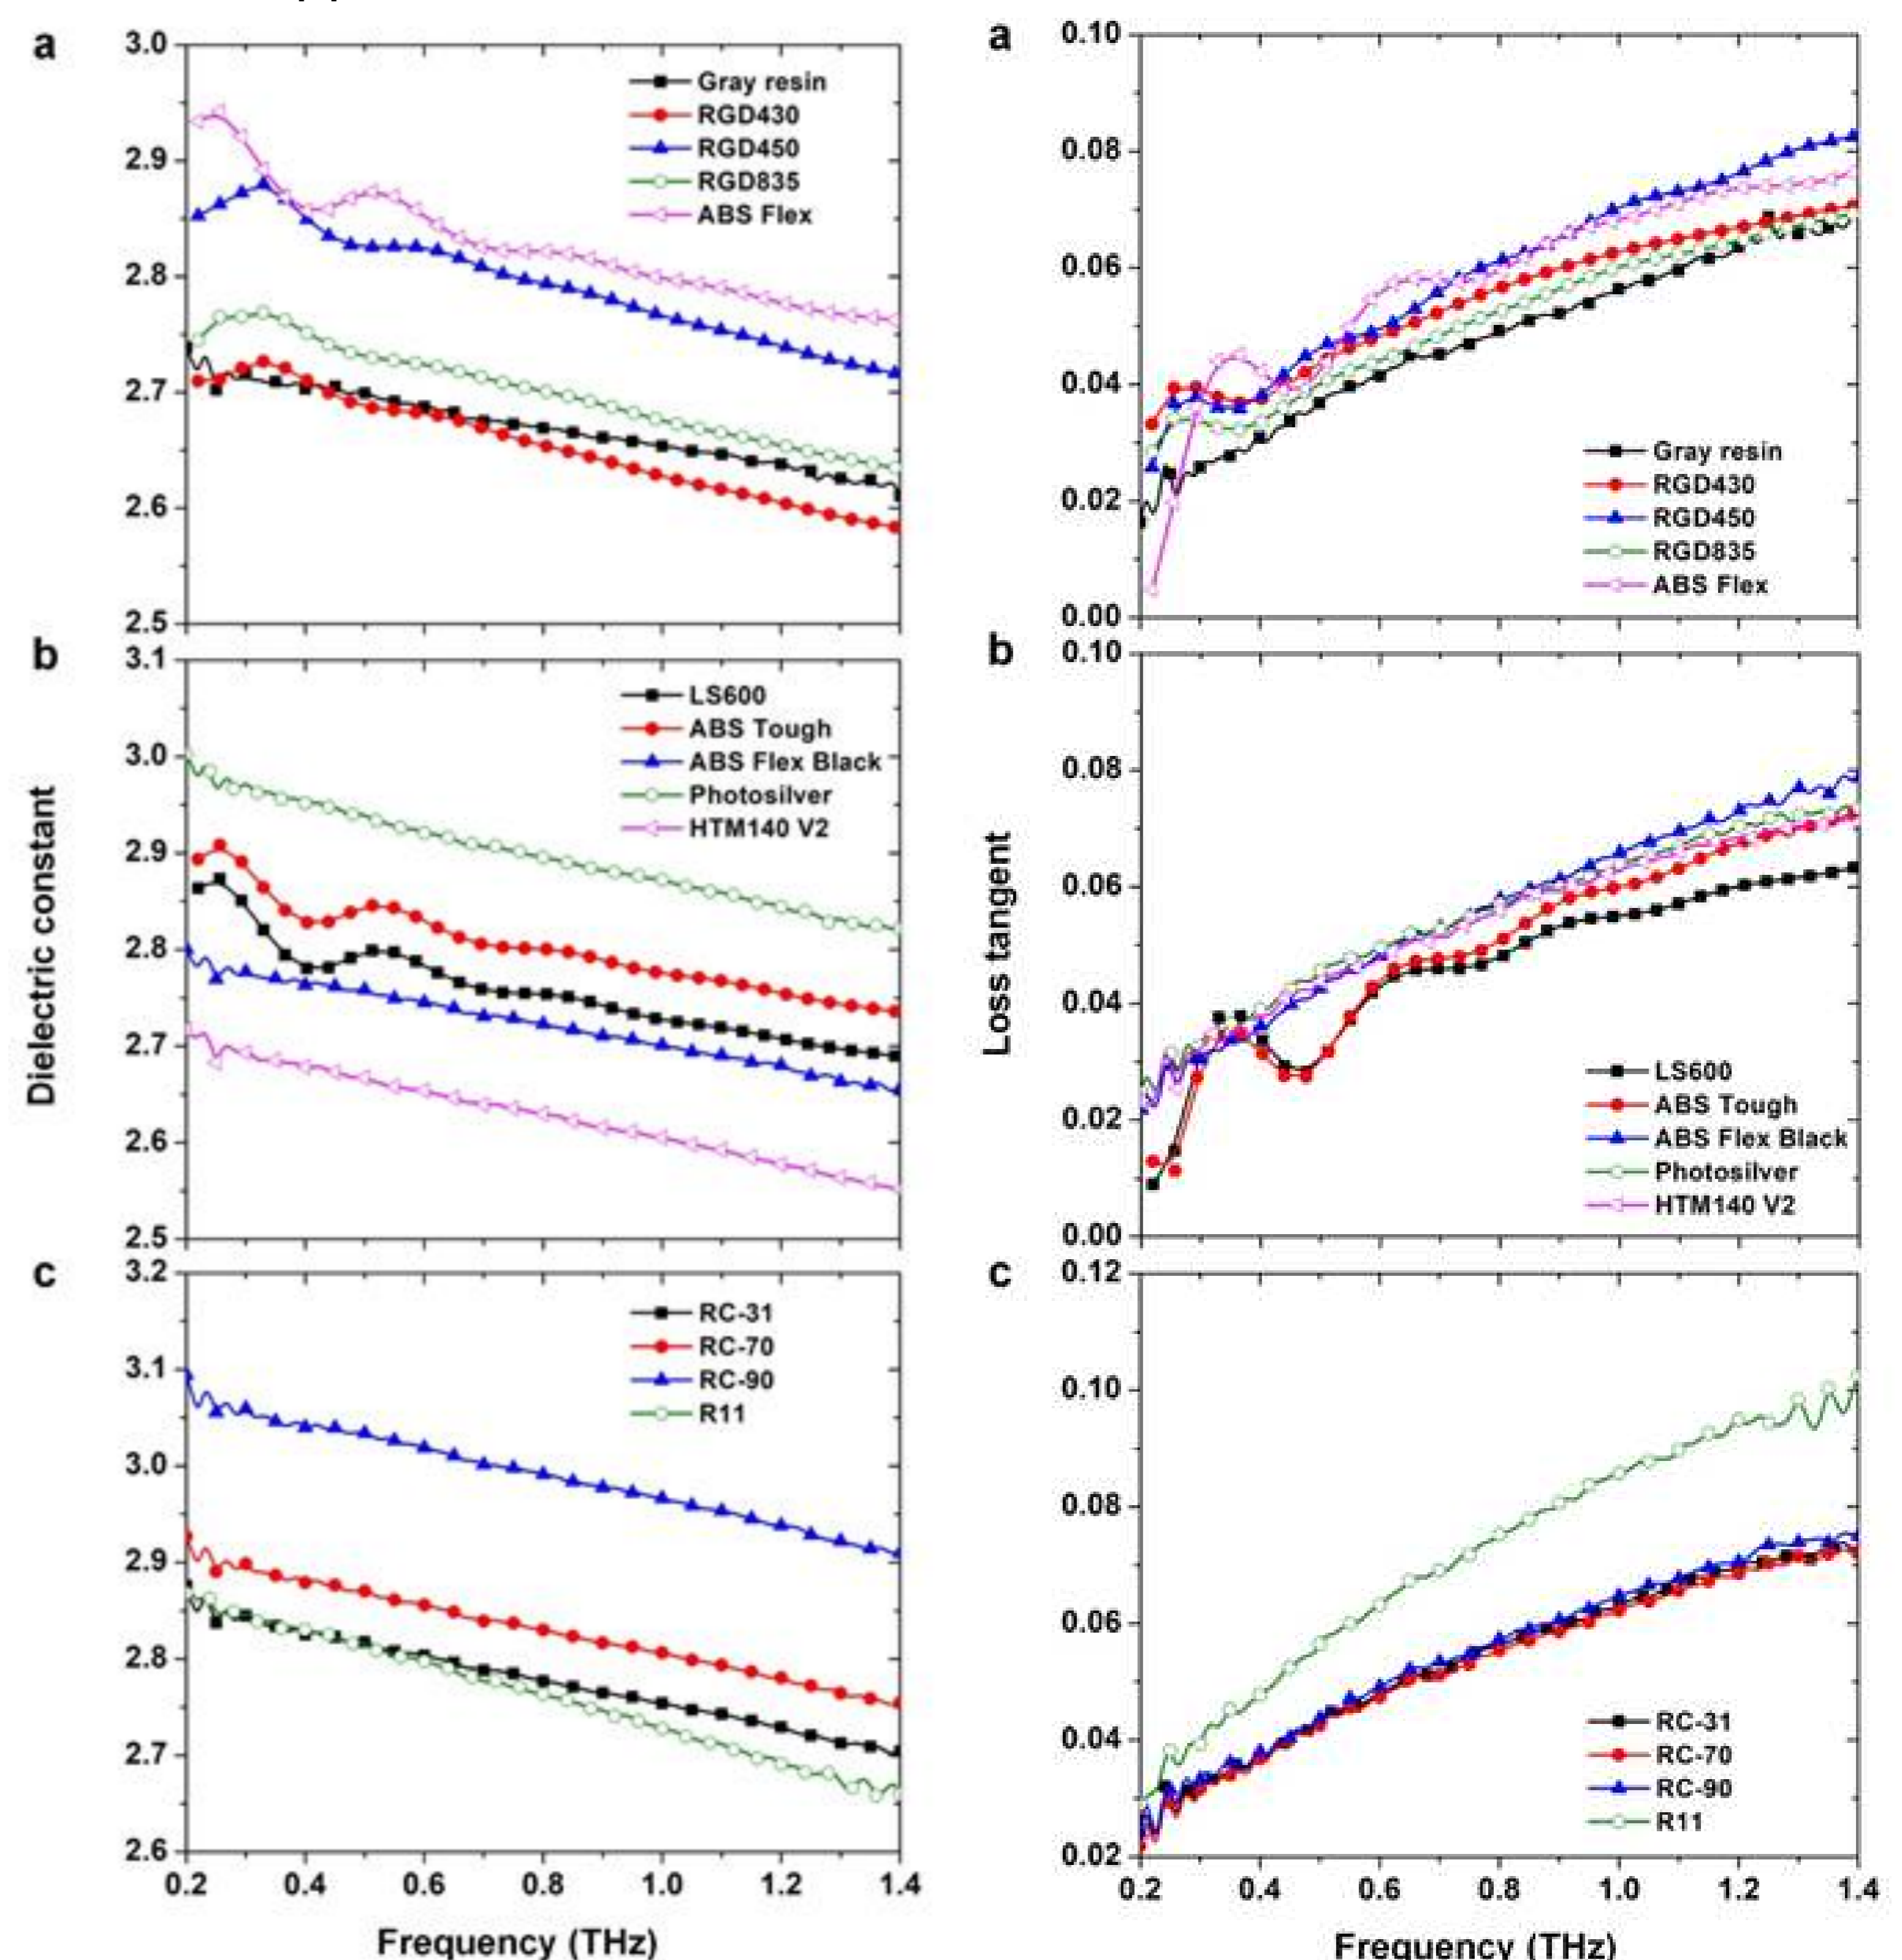 a
3.0
2.9
2.8
2.7
2.6
2.5
Gray resin
RGD430
RGD450
RGD835
ABS Flex
b
3.1
3.0
2.9
2.8
2.7
2.6
2.5
LS600
ABS Tough
ABS Flex Black
Photosilver
HTM140 V2
Dielectric constant
c
3.2
3.1
3.0
2.9
2.8
2.7
2.6
RC-31
RC-70
RC-90
R11
0.2 0.4 0.6 0.8 1.0 1.2 1.4
Frequency (THz)
a
0.10
0.08
0.06
0.04
0.02
0.00
Gray resin
RGD430
RGD450
RGD835
ABS Flex
b
0.10
0.08
0.06
0.04
0.02
0.00
LS600
ABS Tough
ABS Flex Black
Photosilver
HTM140 V2
Loss tangent
c
0.12
0.10
0.08
0.06
0.04
0.02
RC-31
RC-70
RC-90
R11
0.2 0.4 0.6 0.8 1.0 1.2 1.4
Frequency (THz)